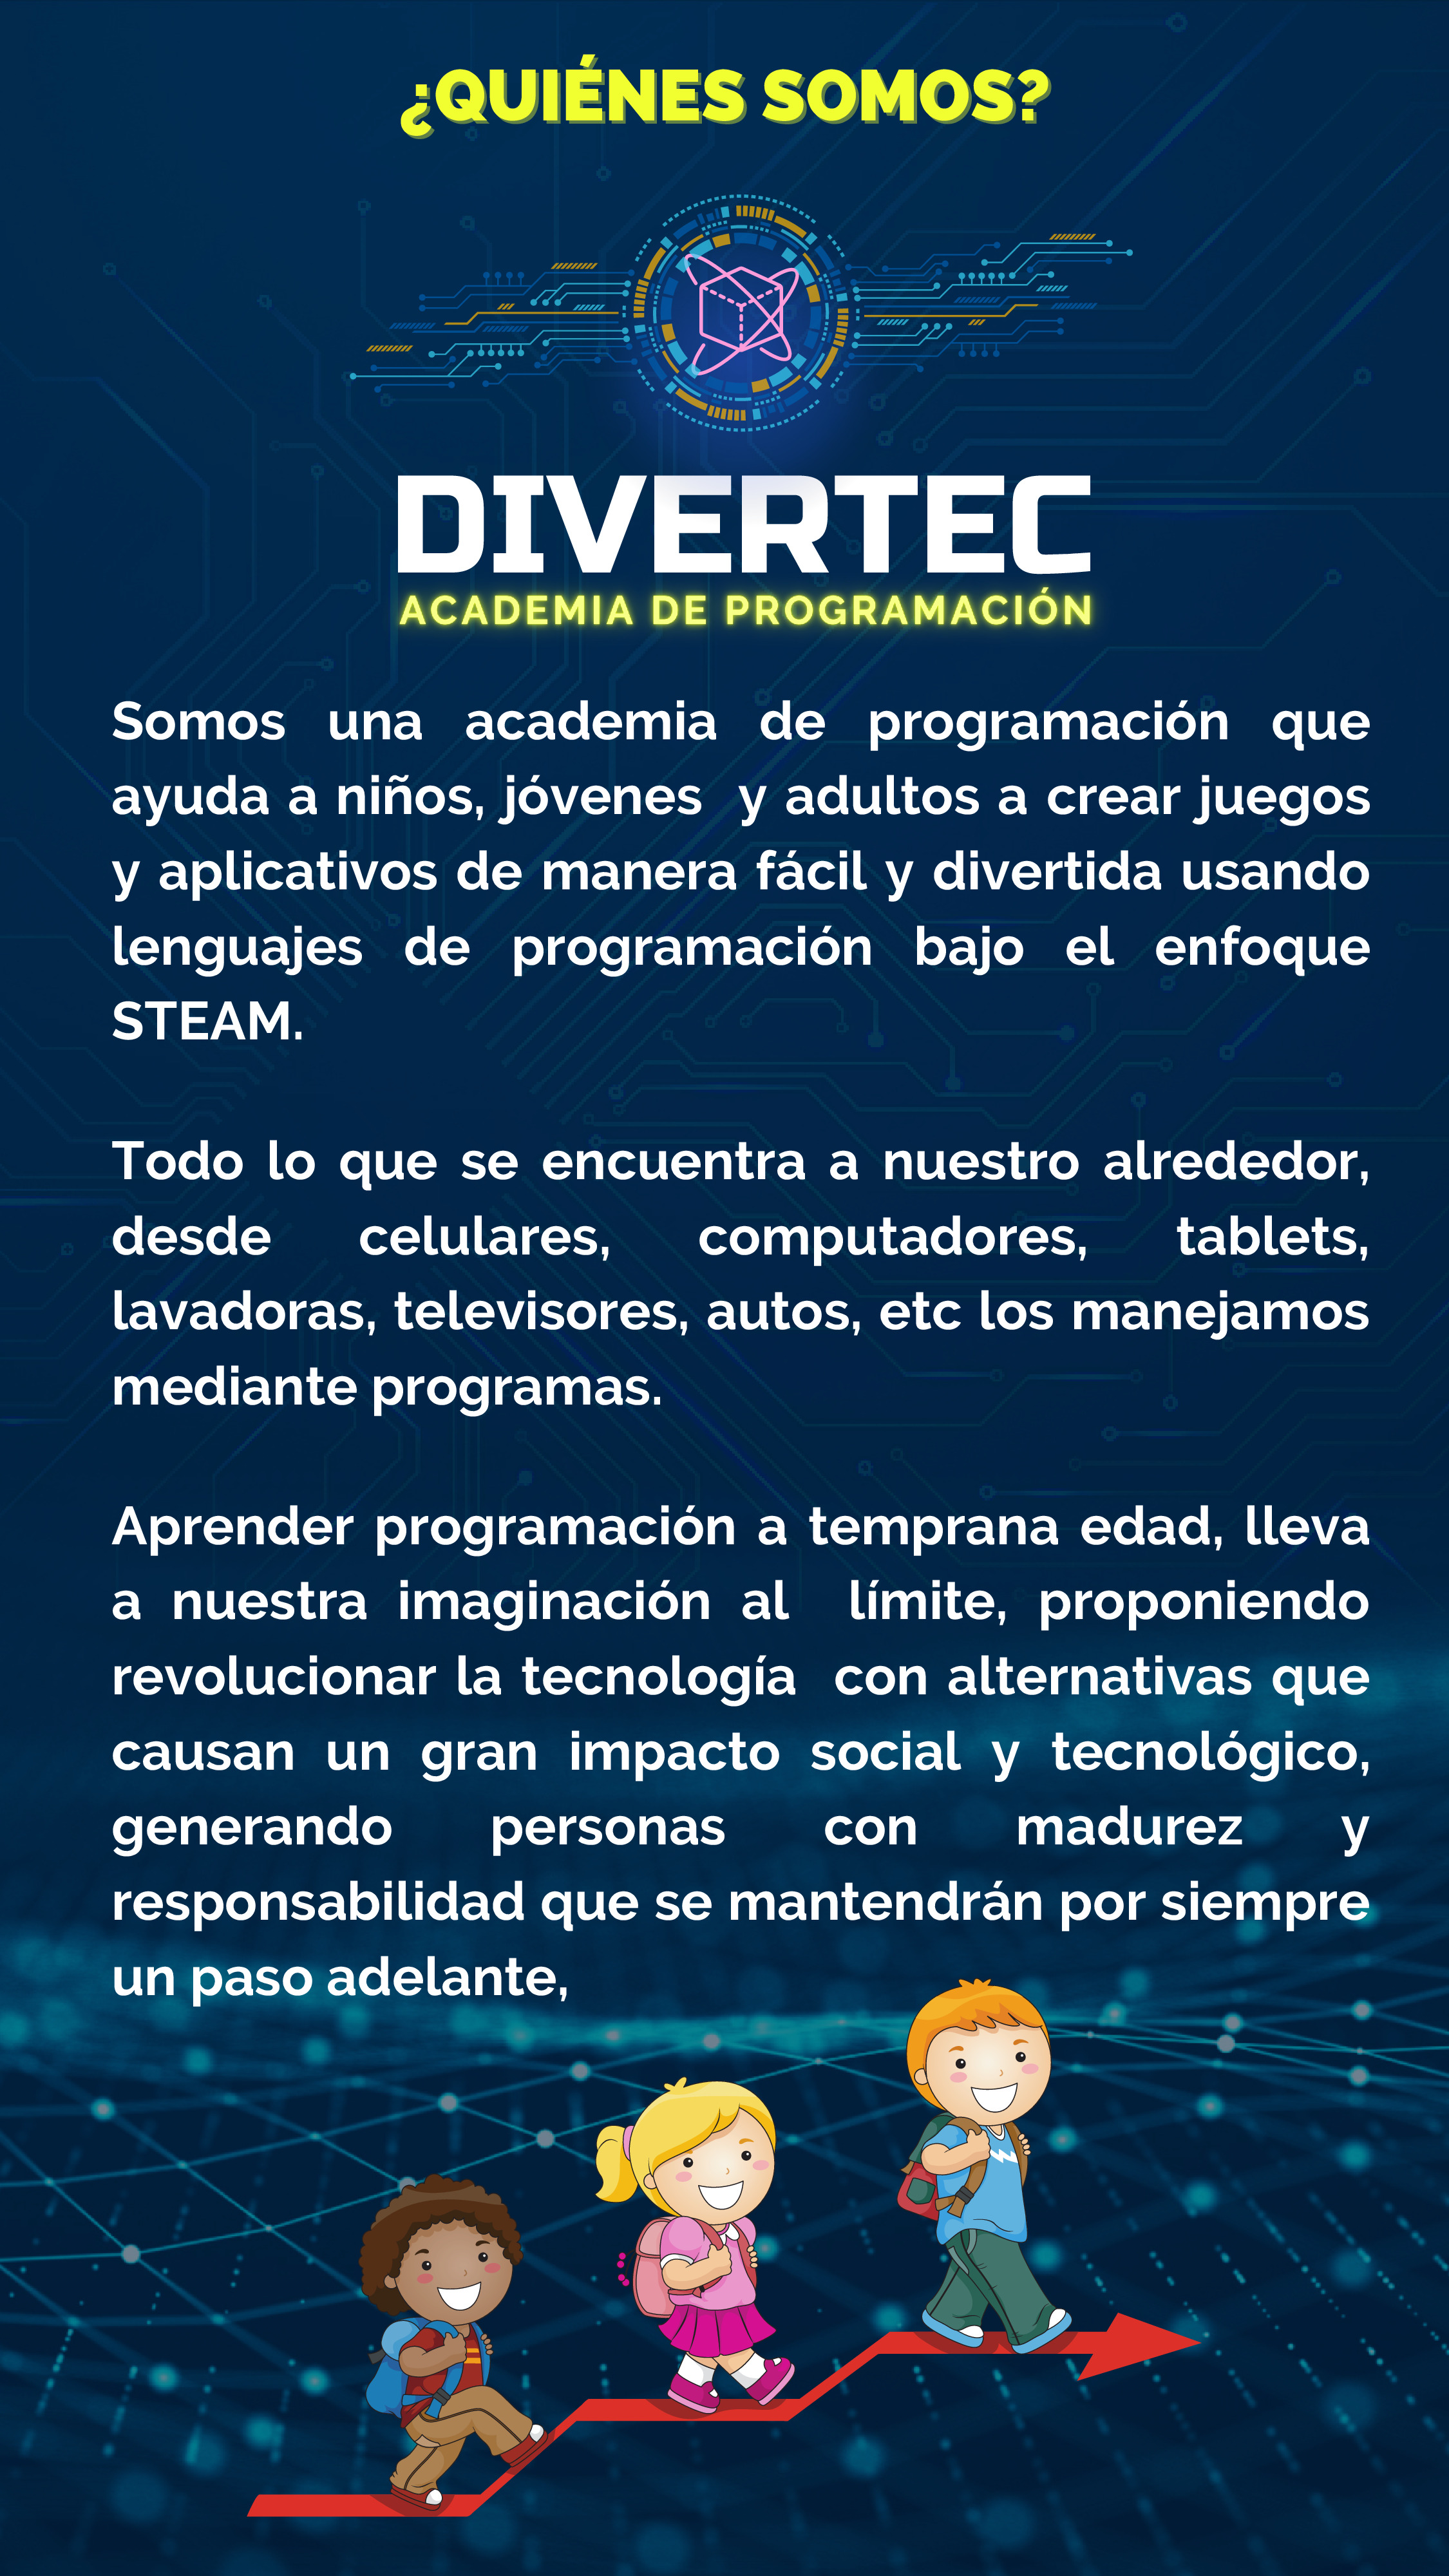 ¿QUIÉNES SOMOS?
DIVERTEC
ACADEMIA DE PROGRAMACIÓN
Somos una academia de programación que
ayuda a niños, jóvenes y adultos a crear juegos
y aplicativos de manera fácil y divertida usando
lenguajes de programación bajo el enfoque
STEAM.
Todo lo que se encuentra a nuestro alrededor,
desde celulares, computadores, tablets,
lavadoras, televisores, autos, etc los manejamos
mediante programas.
Aprender programación a temprana edad, lleva
a nuestra imaginación al límite, proponiendo
revolucionar la tecnología con alternativas que
causan un gran impacto social y tecnológico,
generando personas con madurez y
responsabilidad que se mantendrán por siempre
un paso adelante,